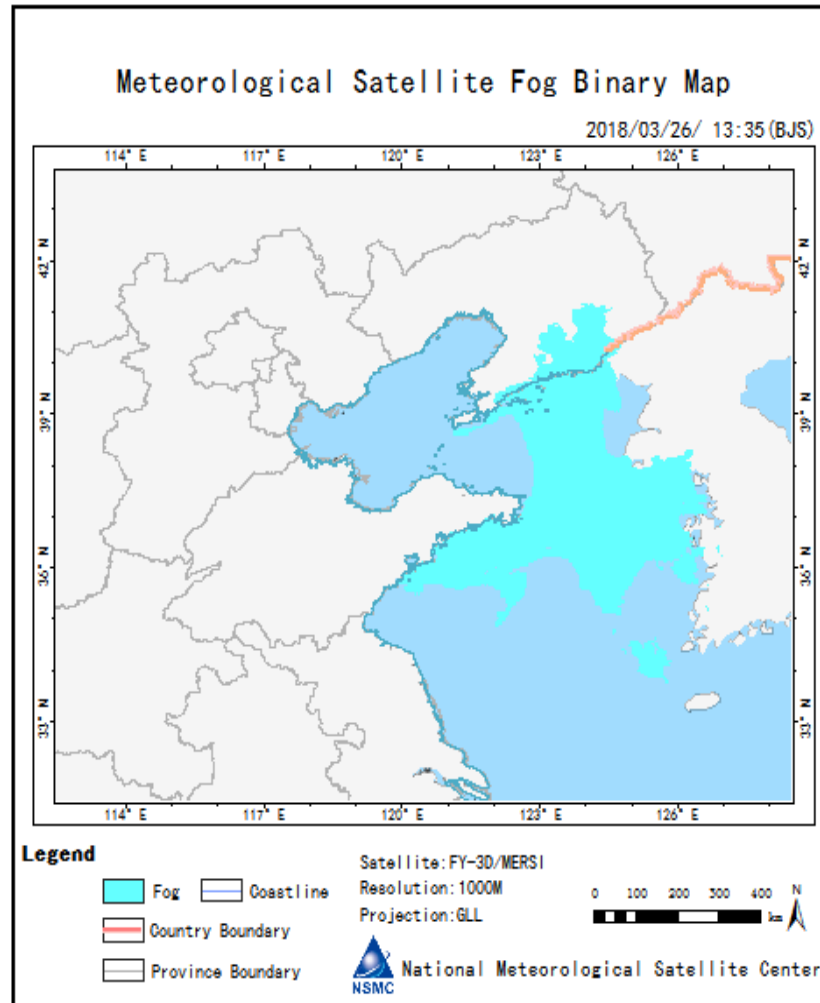 Meteorological Satellite Fog Binary Map
2018/03/26/ 13:35(BJS)
114° E 117° E 120° E 123° E 126° E
42° N 42° N
39° N 39° N
36° N 36° N
33° N 33° N
114° E 117° E 120° E 123° E 126° E
Legend
Fog Coastline
Country Boundary
Province Boundary
Satellite:FY-3D/MERSI
Resolution:1000M
Projection:GLL
0 100 200 300 400
km
N
NSMC
National Meteorological Satellite Center